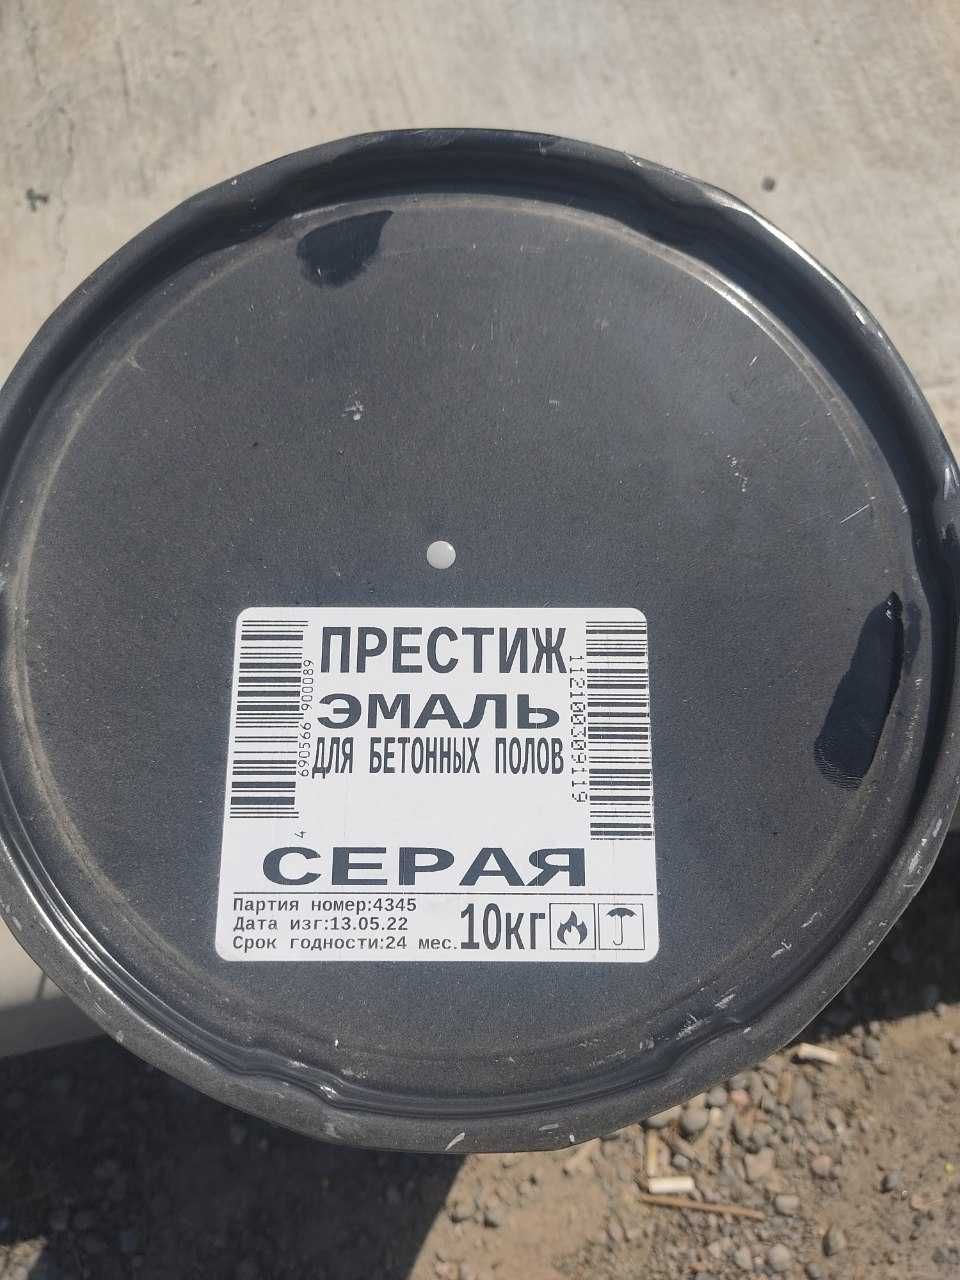 ПРЕСТИЖ
ЭМАЛЬ
ДЛЯ БЕТОННЫХ ПОЛОВ
СЕРАЯ
Партия номер:4345
Дата изг:13.05.22
Срок годности:24 мес.
10кг
4 690566 900089
112100309119